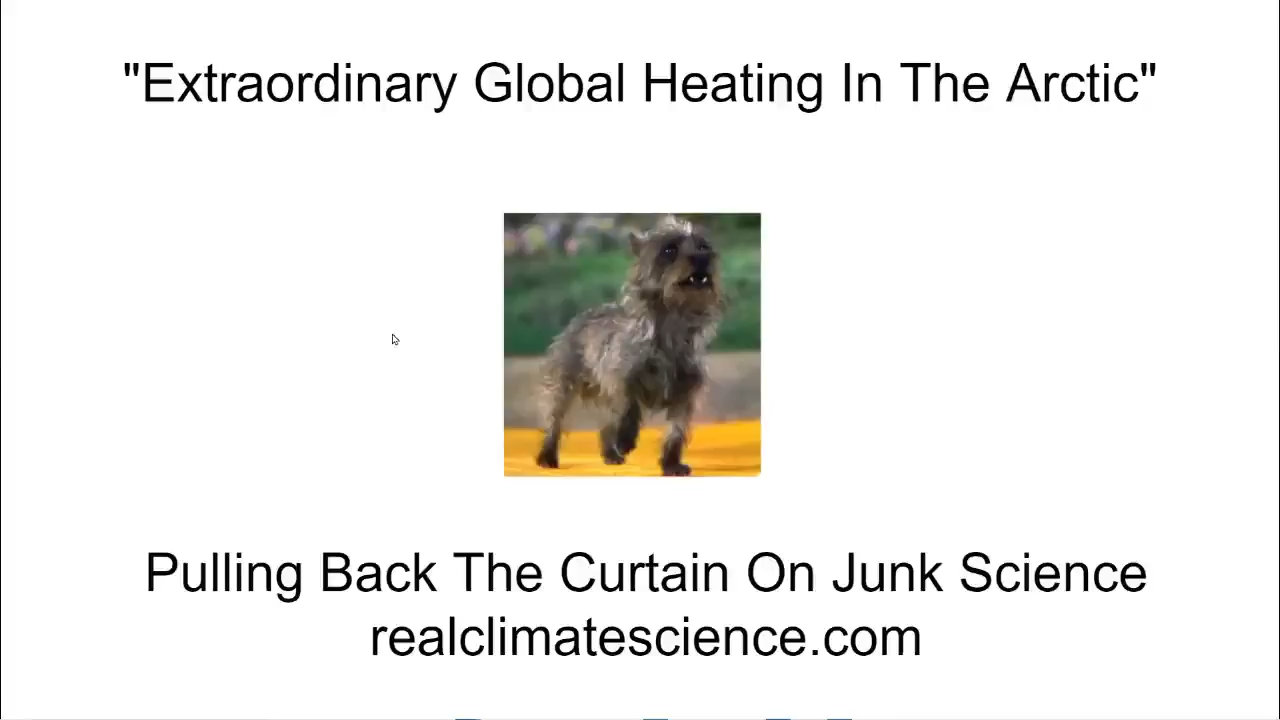 "Extraordinary Global Heating In The Arctic"
Pulling Back The Curtain On Junk Science
realclimatescience.com